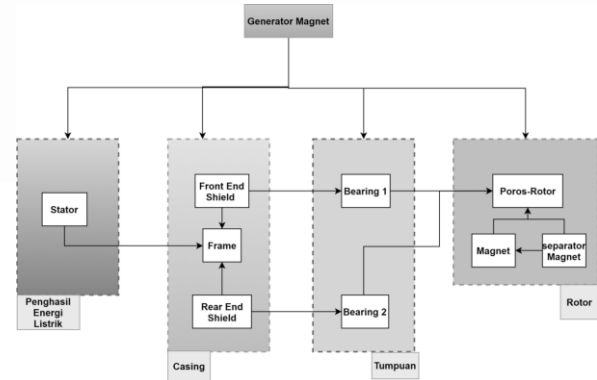 Generator Magnet
Stator
Penghasil
Energi
Listrik
Front End
Shield
Frame
Rear End
Shield
Casing
Bearing 1
Bearing 2
Tumpuan
Poros-Rotor
Magnet
separator
Magnet
Rotor